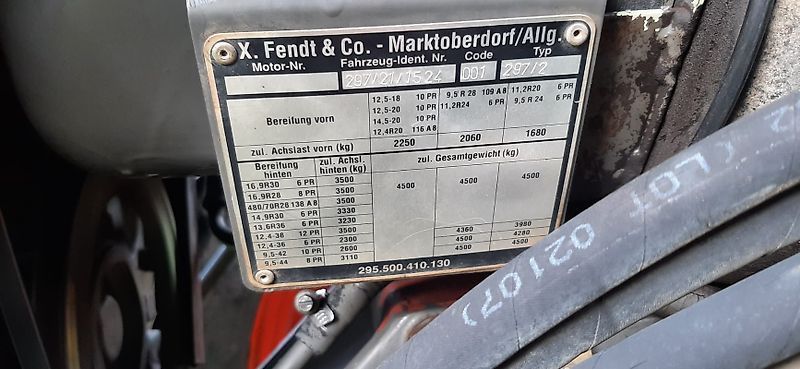 X. Fendt & Co. - Marktoberdorf/Allg.
Motor-Nr. Fahrzeug-Ident. Nr. Code Typ
297/21/1524 001 297/2
Bereifung vorn 12,5-18 10 PR 9,5 R 28 109 A 8 11,2R20 6 PR
12,5-20 10 PR 11,2R24 6 PR 9,5 R 24 6 PR
14,5-20 10 PR
12,4R20 116 A 8
zul. Achslast vorn (kg) 2250 2060 1680
Bereifung hinten zul. Achsl. hinten (kg) zul. Gesamtgewicht (kg)
16,9R30 6 PR 3500 4500 4500 4500
16,9R28 8 PR 3500
480/70R28 138 A 8 3500
14,9R30 6 PR 3330
13,6R36 6 PR 3230 3980
12,4-38 12 PR 3500 4360 4280
12,4-36 6 PR 2300 4500 4500
9,5-42 10 PR 2600
9,5-44 8 PR 3110
295.500.410.130
2 (LOT 02107)